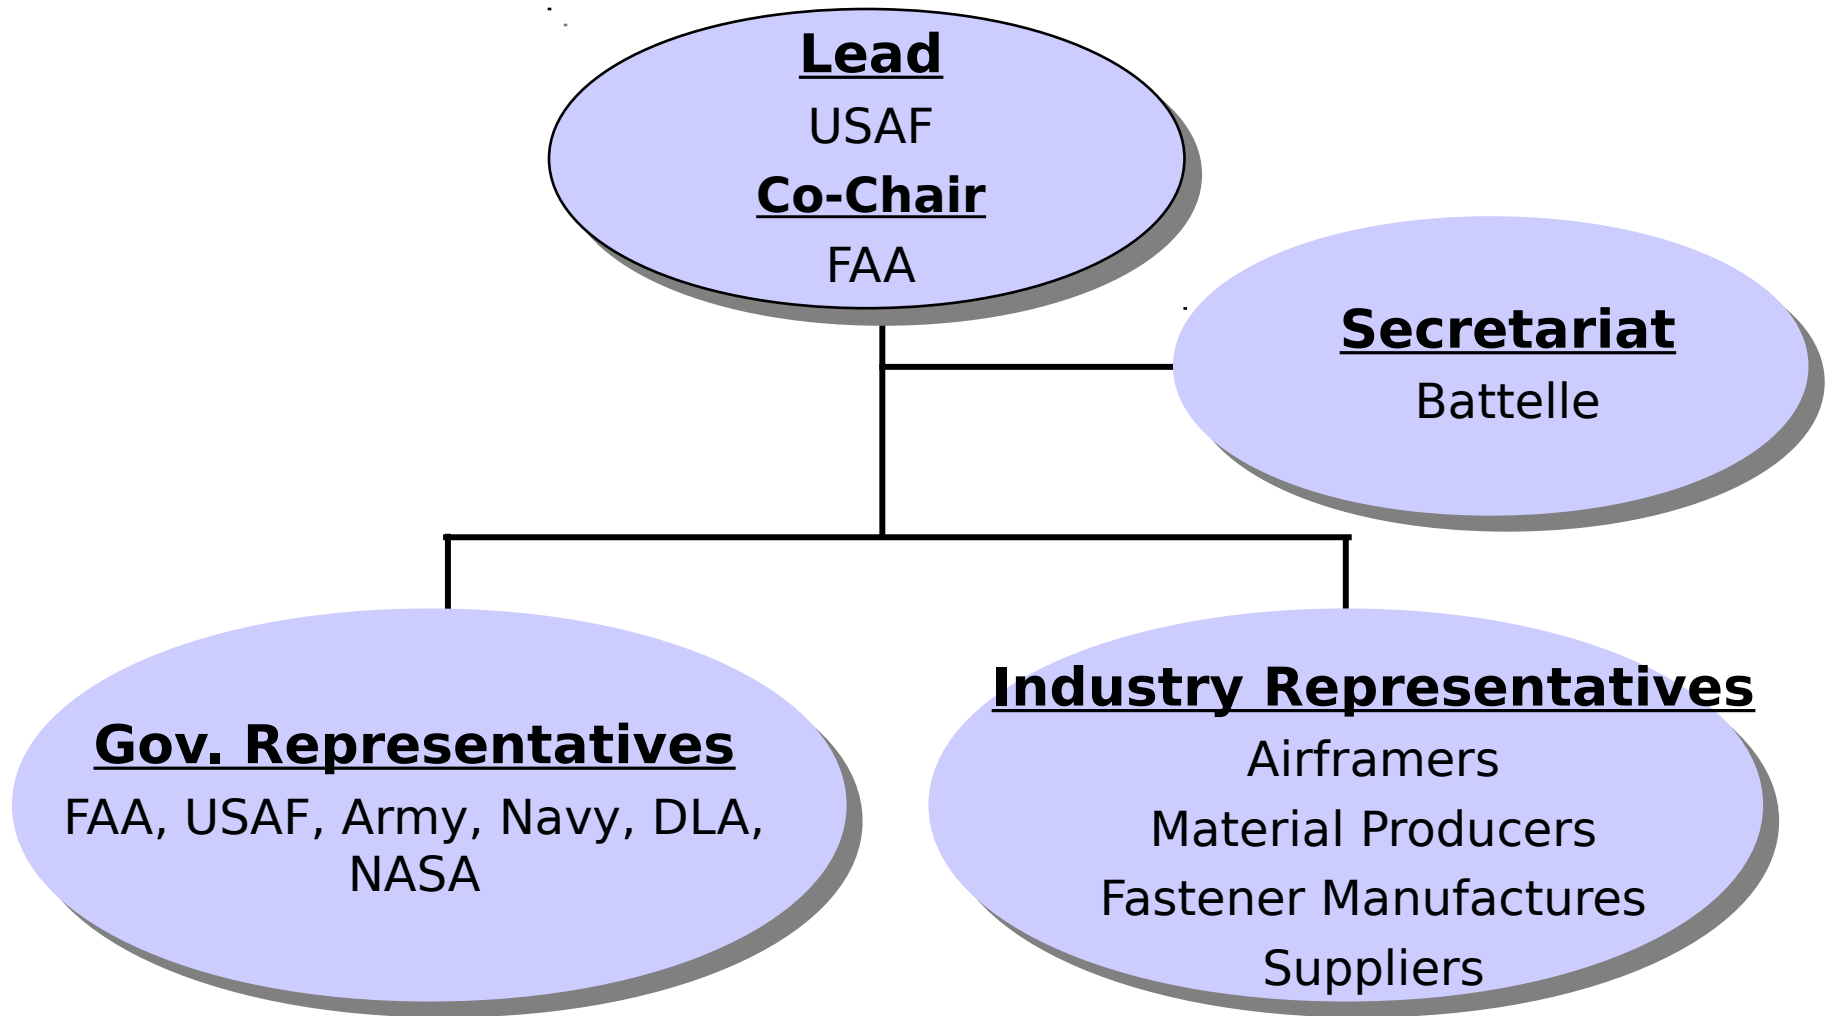 Lead
USAF
Co-Chair
FAA
Secretariat
Battelle
Gov. Representatives
FAA, USAF, Army, Navy, DLA,
NASA
Industry Representatives
Airframers
Material Producers
Fastener Manufactures
Suppliers